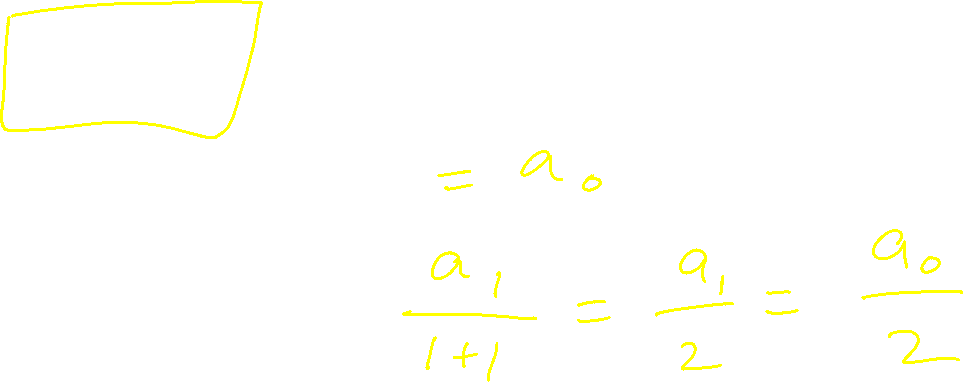 = a₀
a₁/(1+1) = a₁/2 = a₀/2